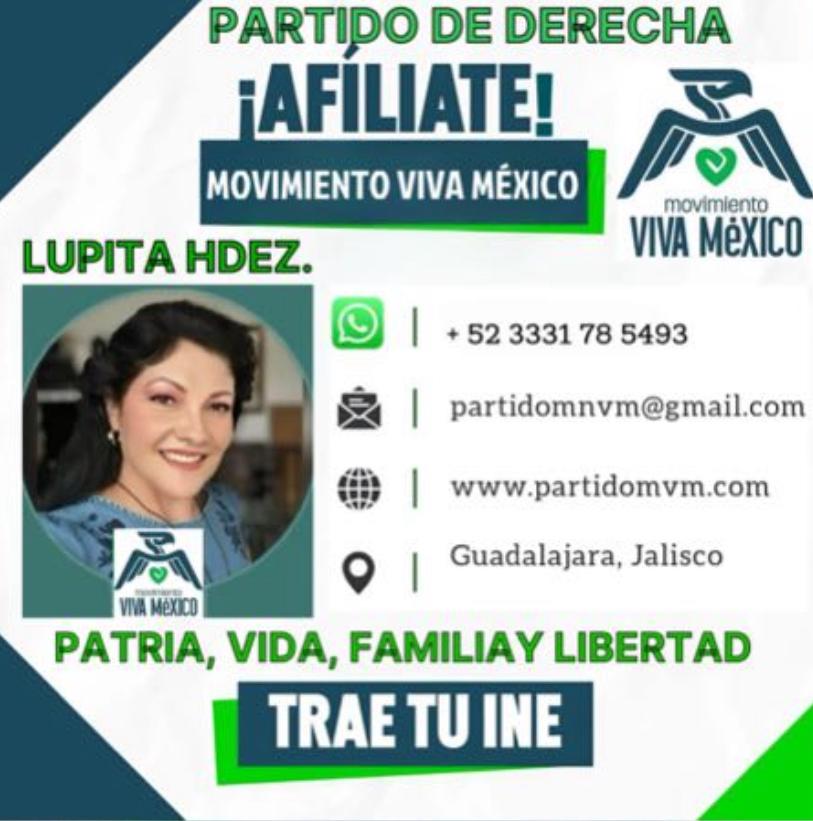 PARTIDO DE DERECHA
¡AFÍLIATE!
MOVIMIENTO VIVA MÉXICO
movimiento
VIVA MéXICO
LUPITA HDEZ.
+ 52 3331 78 5493
partidomnvm@gmail.com
www.partidomvm.com
Guadalajara, Jalisco
movimiento
VIVA MéXICO
PATRIA, VIDA, FAMILIAY LIBERTAD
TRAE TU INE